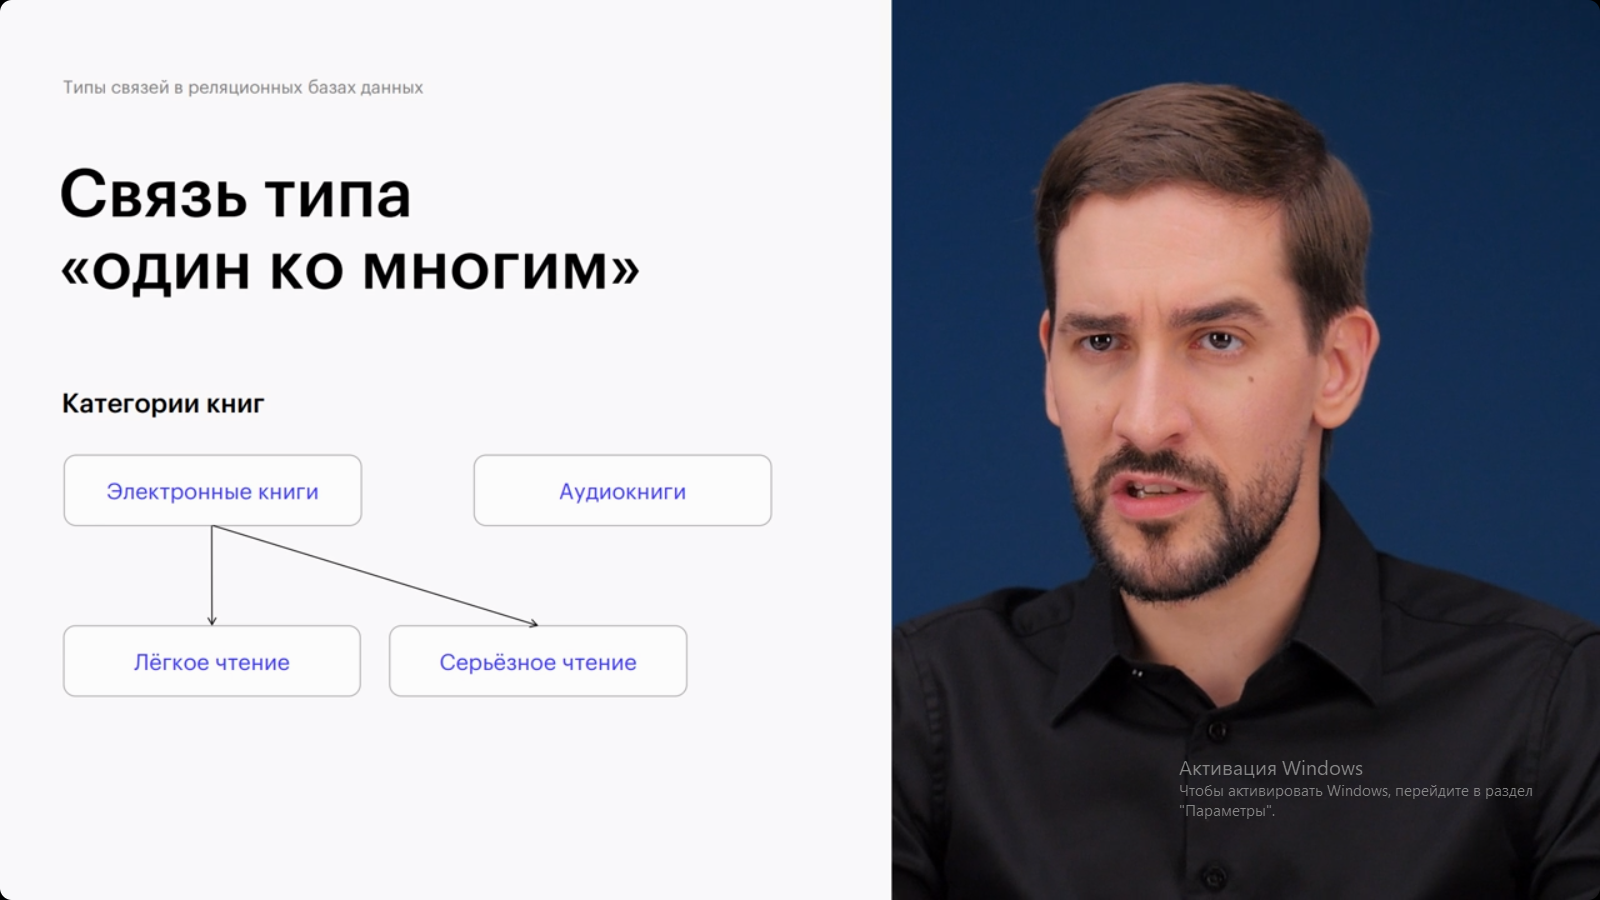 Типы связей в реляционных базах данных
Связь типа
«один ко многим»
Категории книг
Электронные книги
Аудиокниги
Лёгкое чтение
Серьёзное чтение
Активация Windows
Чтобы активировать Windows, перейдите в раздел
"Параметры".